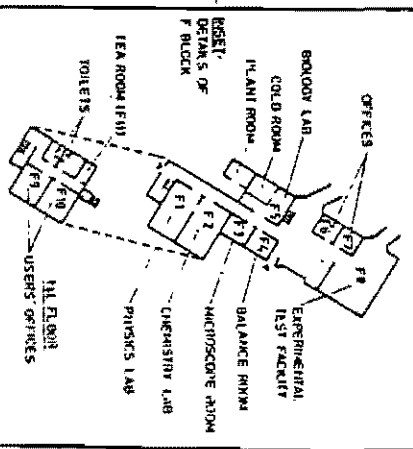 INSET:
DETAILS OF
F BLOCK
TEA ROOM (F11)
TOILETS
PLANT ROOM
COLD ROOM
BIOLOGY LAB
OFFICES
F9
F10
F1
F2
F3
F4
F5
F6
F7
F8
1ST. FLOOR
USERS' OFFICES
PHYSICS LAB
CHEMISTRY LAB
MICROSCOPE ROOM
BALANCE ROOM
EXPERIMENTAL
TEST FACILITY